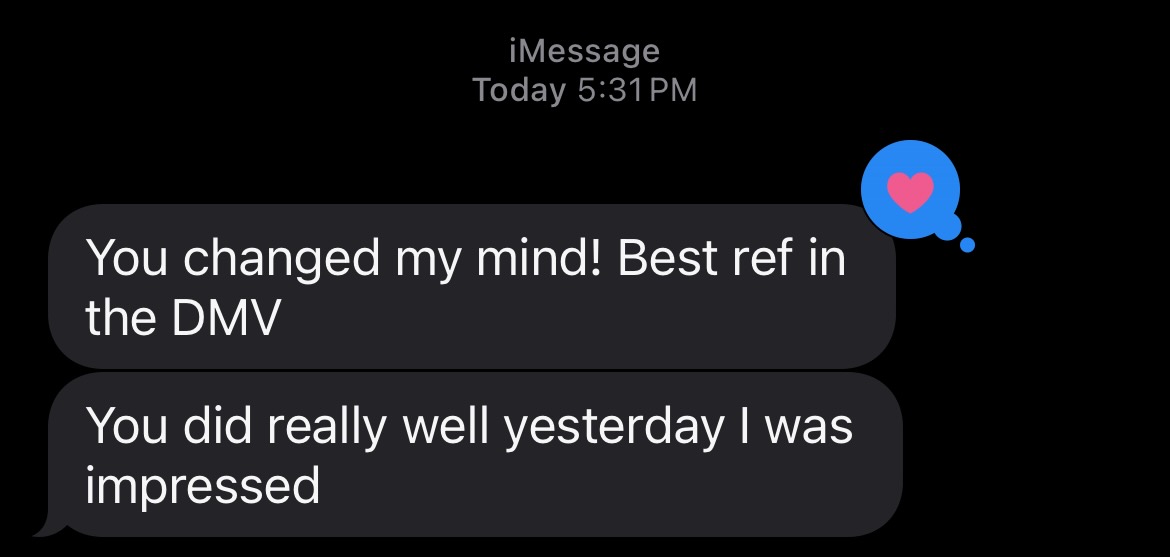 iMessage
Today 5:31 PM
You changed my mind! Best ref in
the DMV
You did really well yesterday I was
impressed